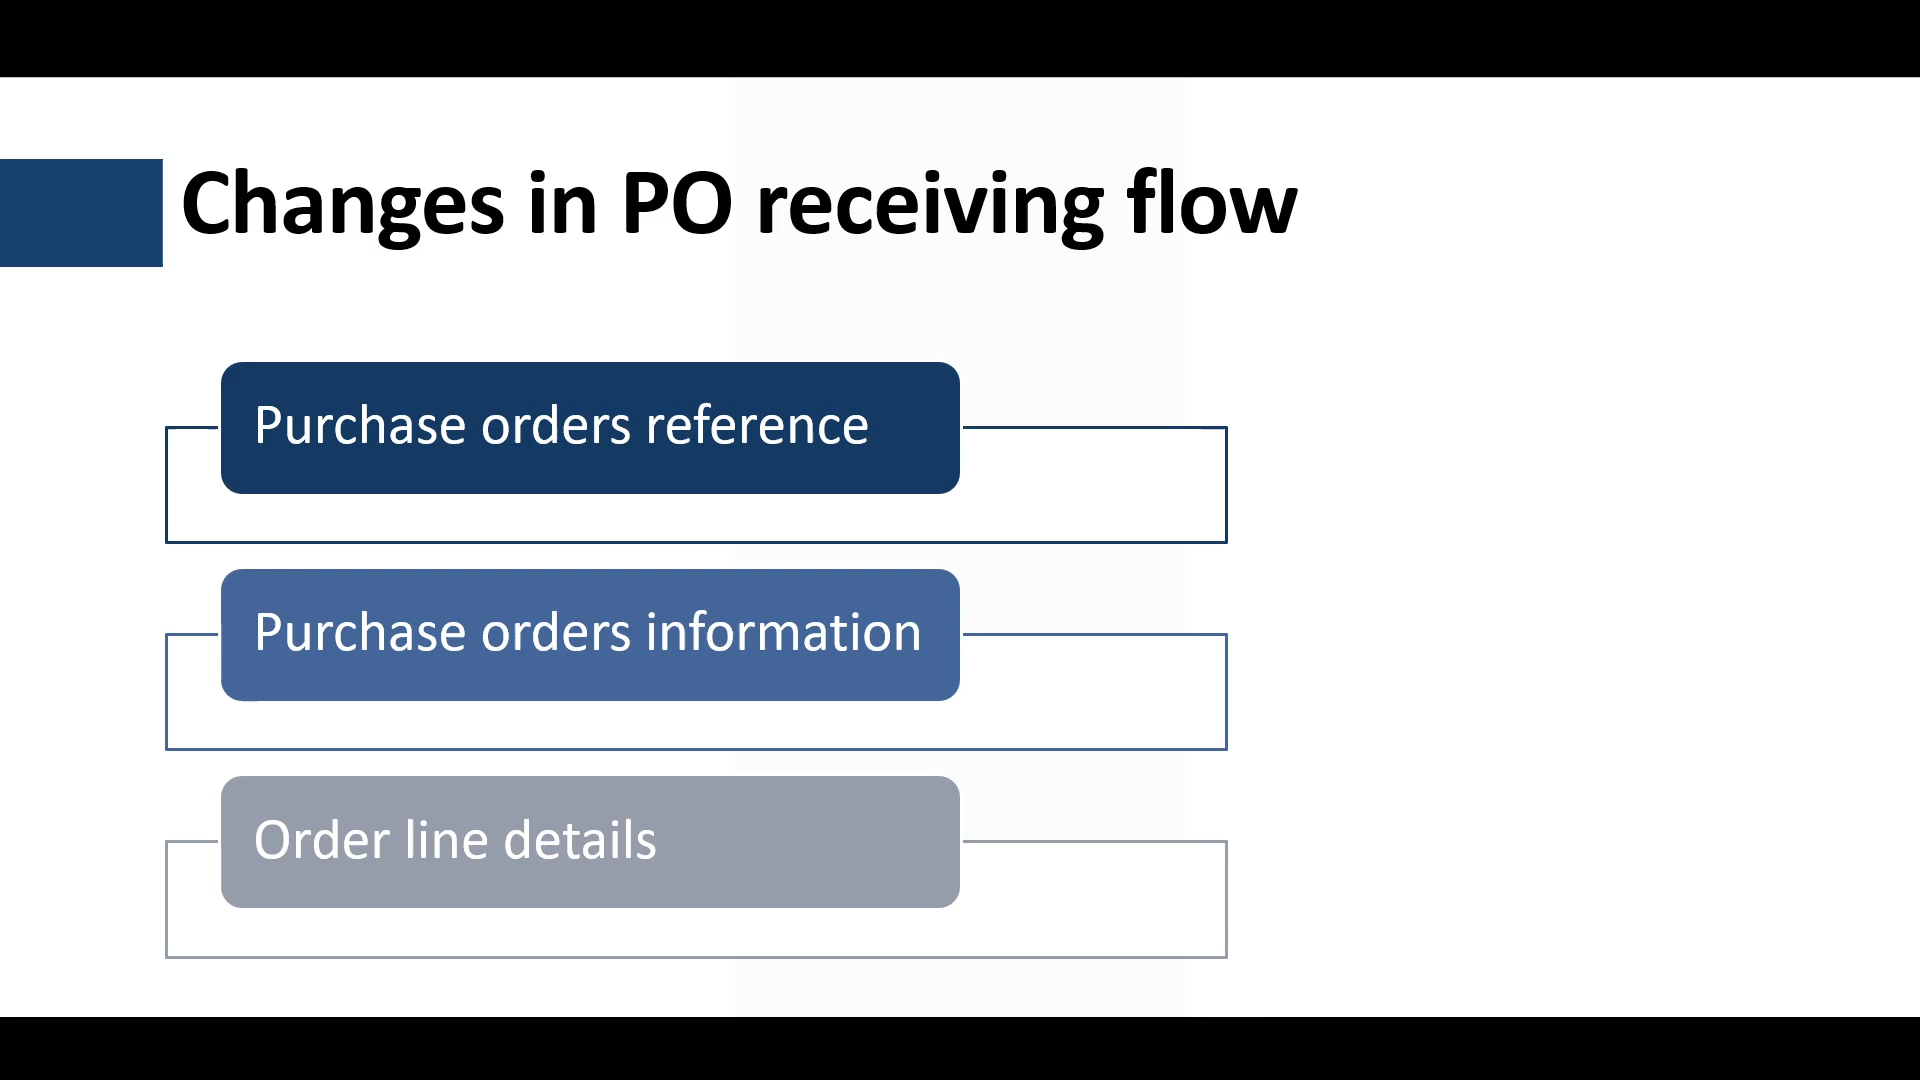 Changes in PO receiving flow
Purchase orders reference
Purchase orders information
Order line details